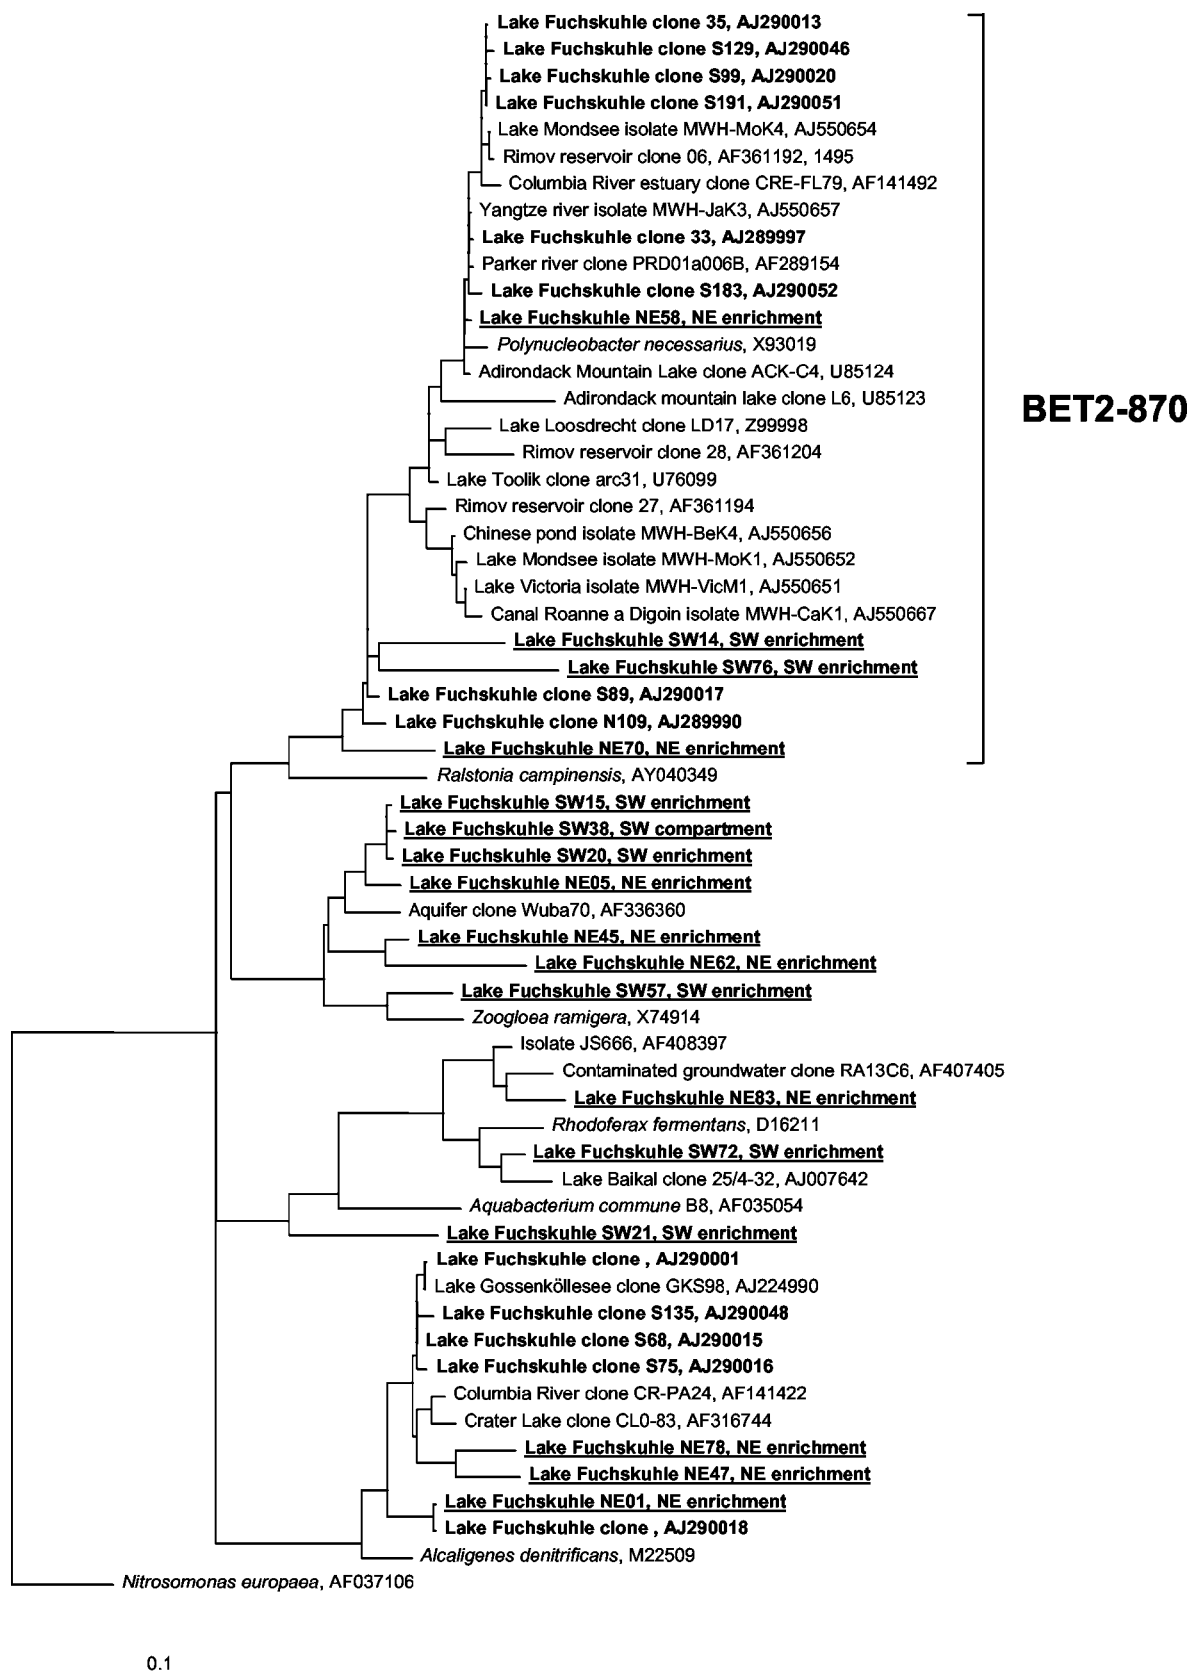 Lake Fuchskuhle clone 35, AJ290013
Lake Fuchskuhle clone S129, AJ290046
Lake Fuchskuhle clone S99, AJ290020
Lake Fuchskuhle clone S191, AJ290051
Lake Mondsee isolate MWH-MoK4, AJ550654
Rimov reservoir clone 06, AF361192, 1495
Columbia River estuary clone CRE-FL79, AF141492
Yangtze river isolate MWH-JaK3, AJ550657
Lake Fuchskuhle clone 33, AJ289997
Parker river clone PRD01a006B, AF289154
Lake Fuchskuhle clone S183, AJ290052
Lake Fuchskuhle NE58, NE enrichment
Polynucleobacter necessarius, X93019
Adirondack Mountain Lake clone ACK-C4, U85124
Adirondack mountain lake clone L6, U85123
BET2-870
Lake Loosdrecht clone LD17, Z99998
Rimov reservoir clone 28, AF361204
Lake Toolik clone arc31, U76099
Rimov reservoir clone 27, AF361194
Chinese pond isolate MWH-BeK4, AJ550656
Lake Mondsee isolate MWH-MoK1, AJ550652
Lake Victoria isolate MWH-VicM1, AJ550651
Canal Roanne a Digoin isolate MWH-CaK1, AJ550667
Lake Fuchskuhle SW14, SW enrichment
Lake Fuchskuhle SW76, SW enrichment
Lake Fuchskuhle clone S89, AJ290017
Lake Fuchskuhle clone N109, AJ289990
Lake Fuchskuhle NE70, NE enrichment
Ralstonia campinensis, AY040349
Lake Fuchskuhle SW15, SW enrichment
Lake Fuchskuhle SW38, SW compartment
Lake Fuchskuhle SW20, SW enrichment
Lake Fuchskuhle NE05, NE enrichment
Aquifer clone Wuba70, AF336360
Lake Fuchskuhle NE45, NE enrichment
Lake Fuchskuhle NE62, NE enrichment
Lake Fuchskuhle SW57, SW enrichment
Zoogloea ramigera, X74914
Isolate JS666, AF408397
Contaminated groundwater clone RA13C6, AF407405
Lake Fuchskuhle NE83, NE enrichment
Rhodoferax fermentans, D16211
Lake Fuchskuhle SW72, SW enrichment
Lake Baikal clone 25/4-32, AJ007642
Aquabacterium commune B8, AF035054
Lake Fuchskuhle SW21, SW enrichment
Lake Fuchskuhle clone , AJ290001
Lake Gossenköllesee clone GKS98, AJ224990
Lake Fuchskuhle clone S135, AJ290048
Lake Fuchskuhle clone S68, AJ290015
Lake Fuchskuhle clone S75, AJ290016
Columbia River clone CR-PA24, AF141422
Crater Lake clone CL0-83, AF316744
Lake Fuchskuhle NE78, NE enrichment
Lake Fuchskuhle NE47, NE enrichment
Lake Fuchskuhle NE01, NE enrichment
Lake Fuchskuhle clone , AJ290018
Alcaligenes denitrificans, M22509
Nitrosomonas europaea, AF037106
0.1